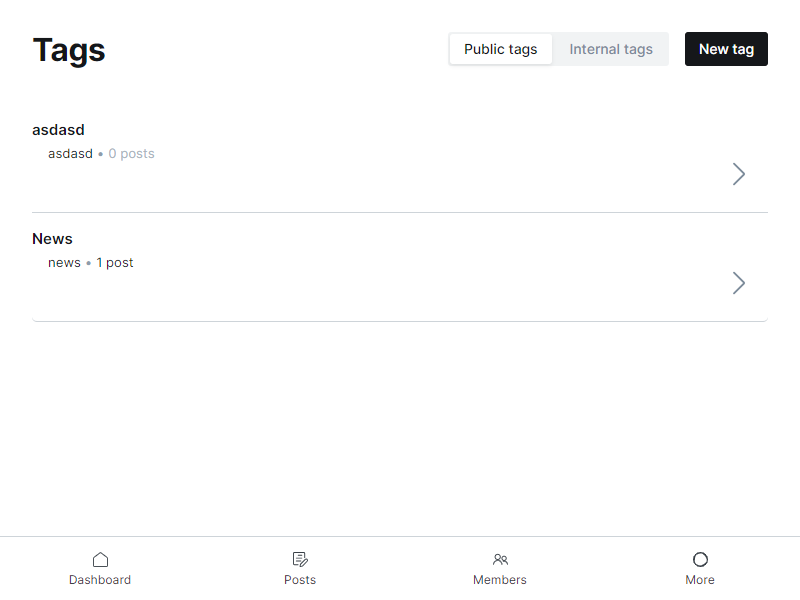 Tags
Public tags
Internal tags
New tag
asdasd
asdasd • 0 posts
News
news • 1 post
Dashboard
Posts
Members
More